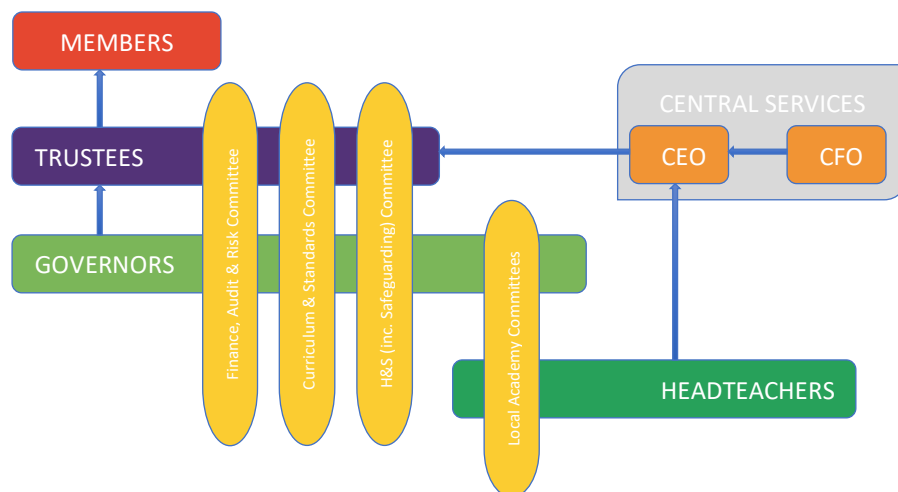 MEMBERS
CENTRAL SERVICES
TRUSTEES
CEO
CFO
GOVERNORS
Finance, Audit & Risk Committee
Curriculum & Standards Committee
H&S (inc. Safeguarding) Committee
Local Academy Committees
HEADTEACHERS